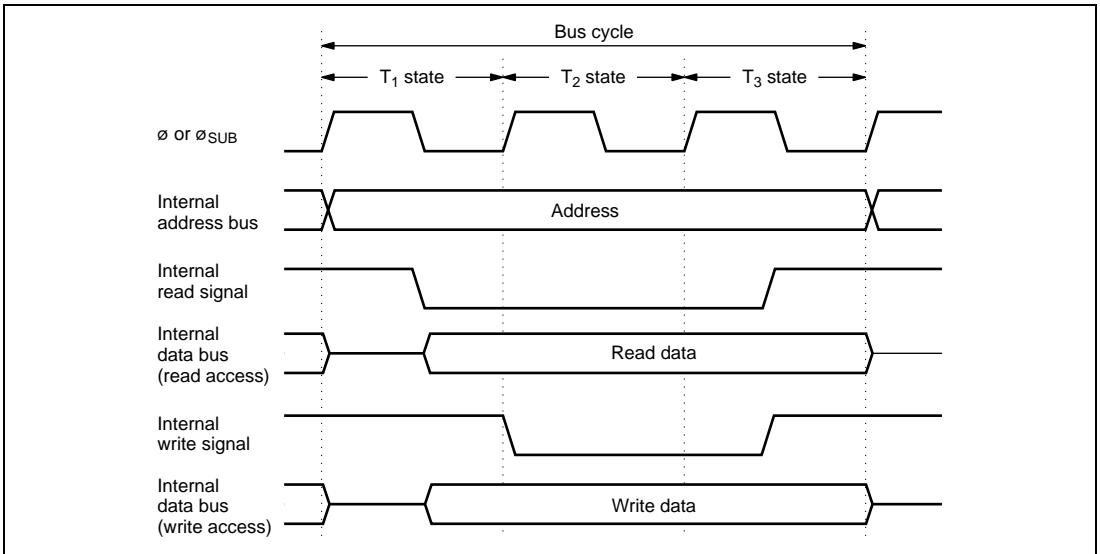 Bus cycle
T1 state
T2 state
T3 state
ø or øSUB
Internal
address bus
Address
Internal
read signal
Internal
data bus
(read access)
Read data
Internal
write signal
Internal
data bus
(write access)
Write data